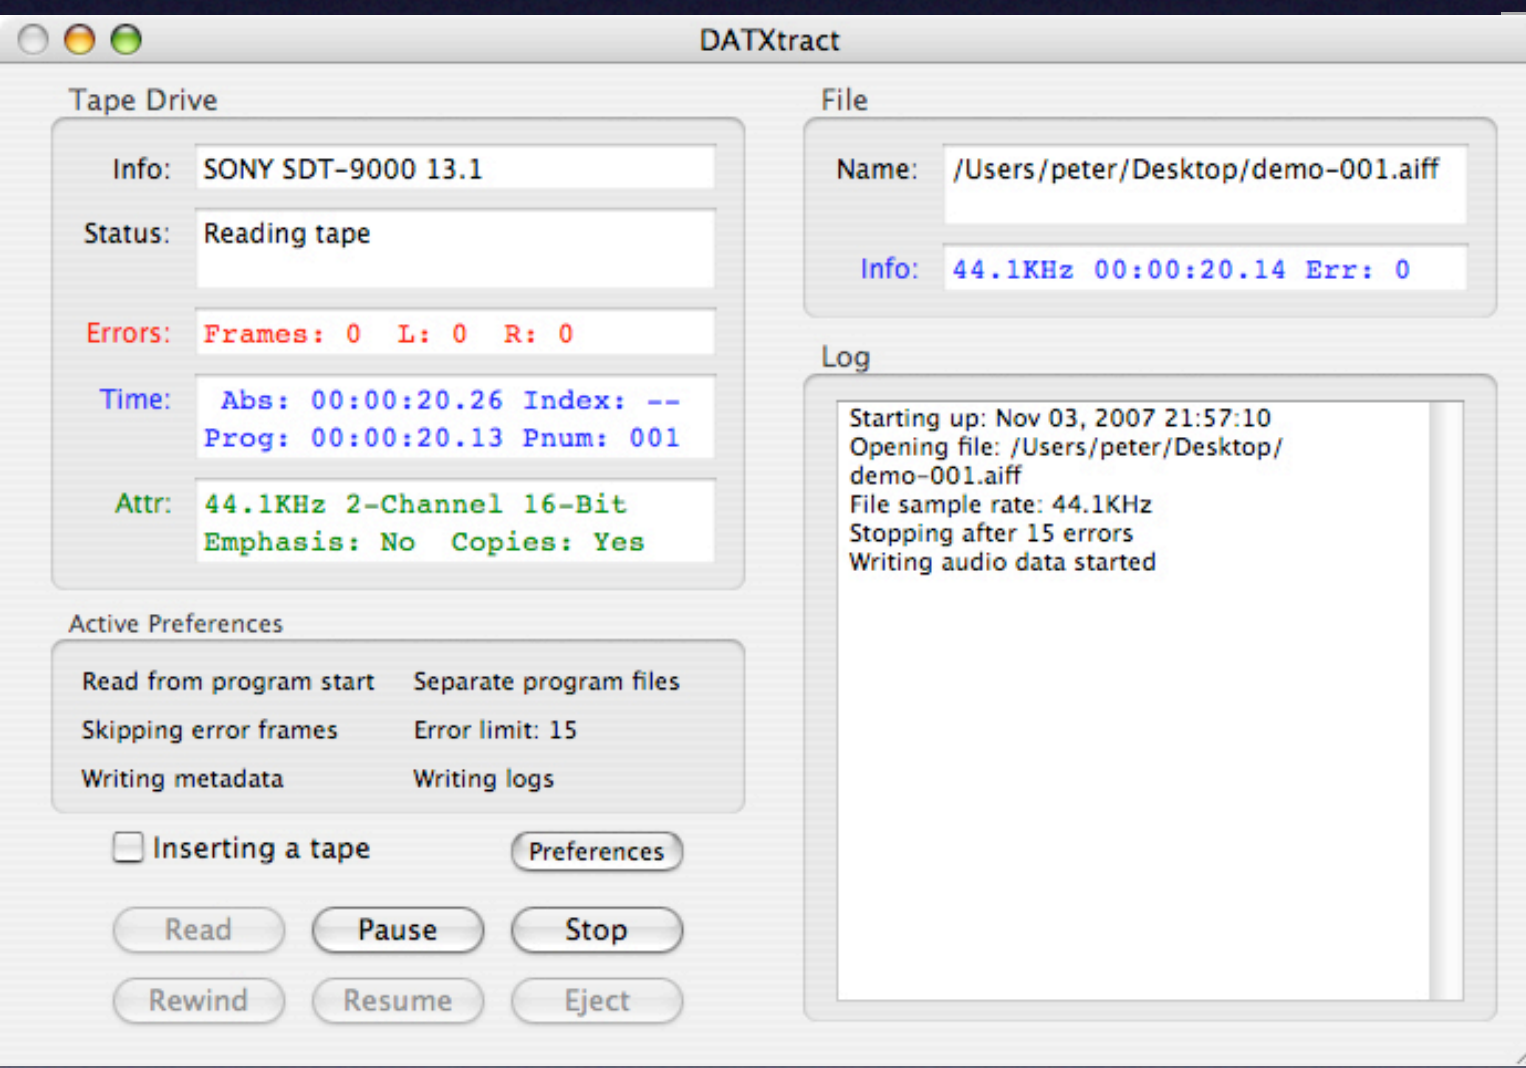 DATXtract
Tape Drive
Info: SONY SDT-9000 13.1
Status: Reading tape
Errors: Frames: 0 L: 0 R: 0
Time: Abs: 00:00:20.26 Index: --
Prog: 00:00:20.13 Pnum: 001
Attr: 44.1KHz 2-Channel 16-Bit
Emphasis: No Copies: Yes
Active Preferences
Read from program start Separate program files
Skipping error frames Error limit: 15
Writing metadata Writing logs
Inserting a tape Preferences
Read Pause Stop
Rewind Resume Eject
File
Name: /Users/peter/Desktop/demo-001.aiff
Info: 44.1KHz 00:00:20.14 Err: 0
Log
Starting up: Nov 03, 2007 21:57:10
Opening file: /Users/peter/Desktop/
demo-001.aiff
File sample rate: 44.1KHz
Stopping after 15 errors
Writing audio data started